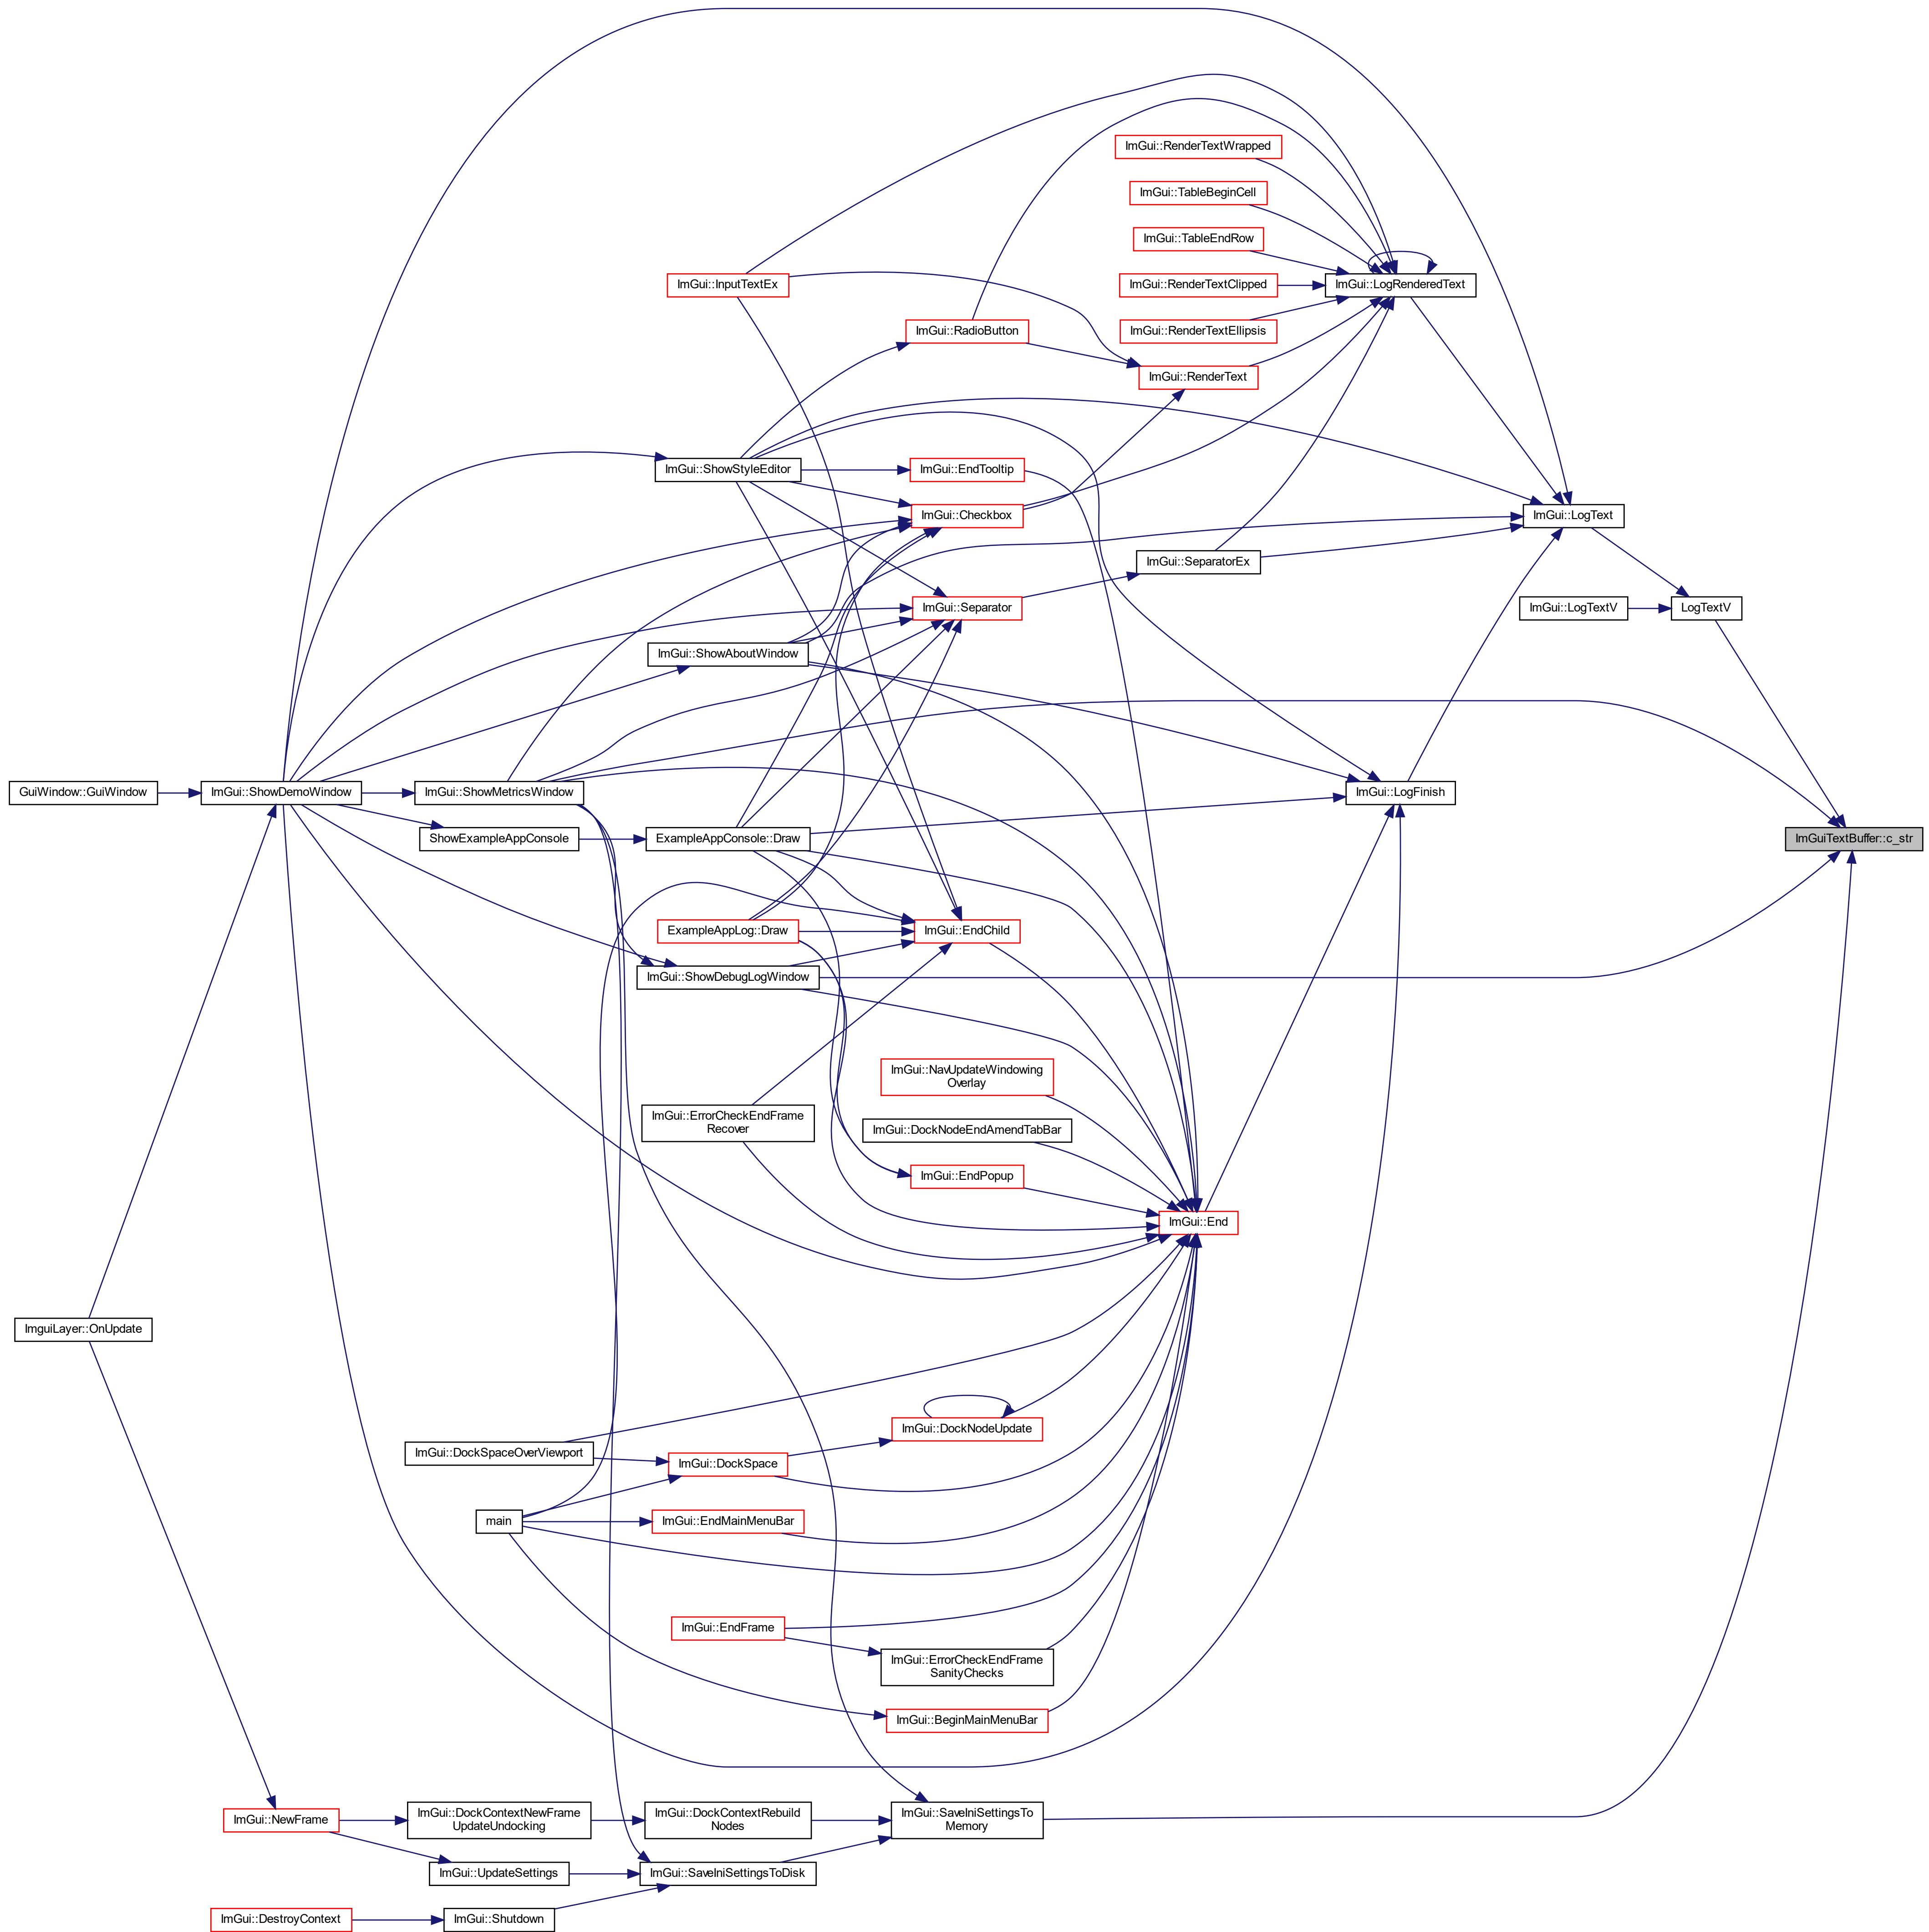 ImGui::RenderTextWrapped
ImGui::TableBeginCell
ImGui::TableEndRow
ImGui::InputTextEx
ImGui::RenderTextClipped
ImGui::LogRenderedText
ImGui::RadioButton
ImGui::RenderTextEllipsis
ImGui::RenderText
ImGui::ShowStyleEditor
ImGui::EndTooltip
ImGui::Checkbox
ImGui::LogText
ImGui::SeparatorEx
ImGui::Separator
ImGui::LogTextV
LogTextV
ImGui::ShowAboutWindow
GuiWindow::GuiWindow
ImGui::ShowDemoWindow
ImGui::ShowMetricsWindow
ImGui::LogFinish
ShowExampleAppConsole
ExampleAppConsole::Draw
ImGuiTextBuffer::c_str
ExampleAppLog::Draw
ImGui::EndChild
ImGui::ShowDebugLogWindow
ImGui::NavUpdateWindowing
Overlay
ImGui::ErrorCheckEndFrame
Recover
ImGui::DockNodeEndAmendTabBar
ImGui::EndPopup
ImGui::End
ImguiLayer::OnUpdate
ImGui::DockNodeUpdate
ImGui::DockSpaceOverViewport
ImGui::DockSpace
main
ImGui::EndMainMenuBar
ImGui::EndFrame
ImGui::ErrorCheckEndFrame
SanityChecks
ImGui::BeginMainMenuBar
ImGui::NewFrame
ImGui::DockContextNewFrame
UpdateUndocking
ImGui::DockContextRebuild
Nodes
ImGui::SaveIniSettingsTo
Memory
ImGui::UpdateSettings
ImGui::SaveIniSettingsToDisk
ImGui::DestroyContext
ImGui::Shutdown